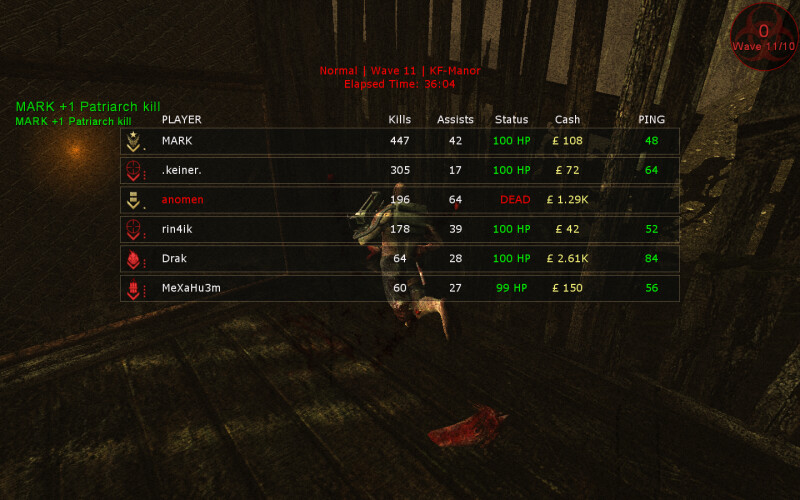 0
Wave 11/10
Normal | Wave 11 | KF-Manor
Elapsed Time: 36:04
MARK +1 Patriarch kill
MARK +1 Patriarch kill
PLAYER Kills Assists Status Cash PING
MARK 447 42 100 HP £ 108 48
.keiner. 305 17 100 HP £ 72 64
anomen 196 64 DEAD £ 1.29K
rin4ik 178 39 100 HP £ 42 52
Drak 64 28 100 HP £ 2.61K 84
MeXaHu3m 60 27 99 HP £ 150 56